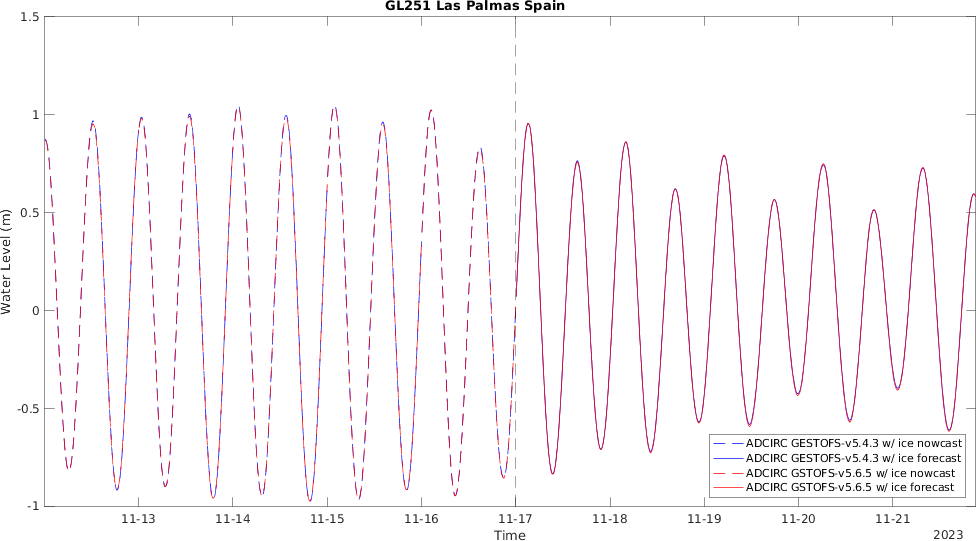 GL251 Las Palmas Spain
1.5
1
0.5
0
-0.5
-1
Water Level (m)
11-13 11-14 11-15 11-16 11-17 11-18 11-19 11-20 11-21
Time
2023
ADCIRC GESTOFS-v5.4.3 w/ ice nowcast
ADCIRC GESTOFS-v5.4.3 w/ ice forecast
ADCIRC GSTOFS-v5.6.5 w/ ice nowcast
ADCIRC GSTOFS-v5.6.5 w/ ice forecast